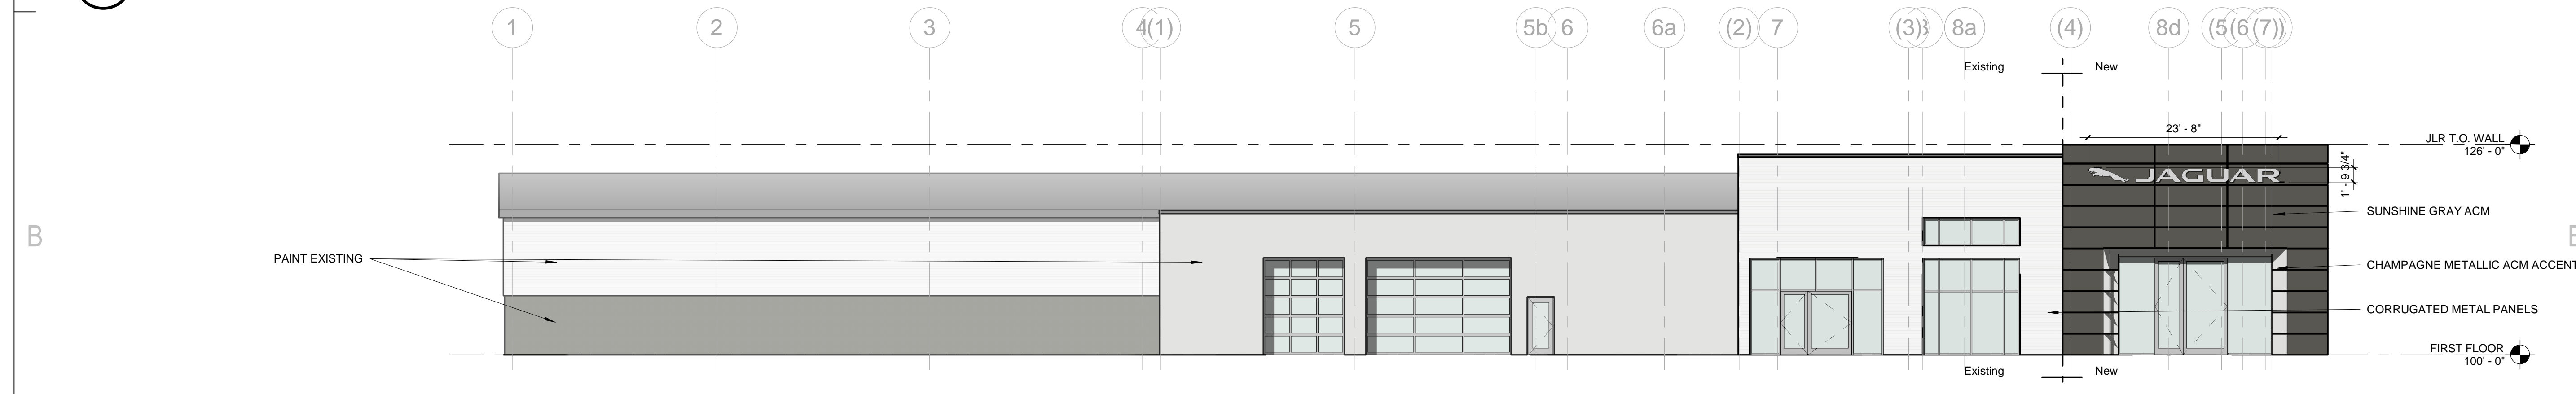 1
2
3
4
(1)
5
5b
6
6a
(2)
7
(3)
8a
(4)
8d
(5
(6
(7)
Existing
New
23' - 8"
JLR T.O. WALL
126' - 0"
1' - 9 3/4"
JAGUAR
SUNSHINE GRAY ACM
B
PAINT EXISTING
CHAMPAGNE METALLIC ACM ACCENT
CORRUGATED METAL PANELS
FIRST FLOOR
100' - 0"
Existing
New